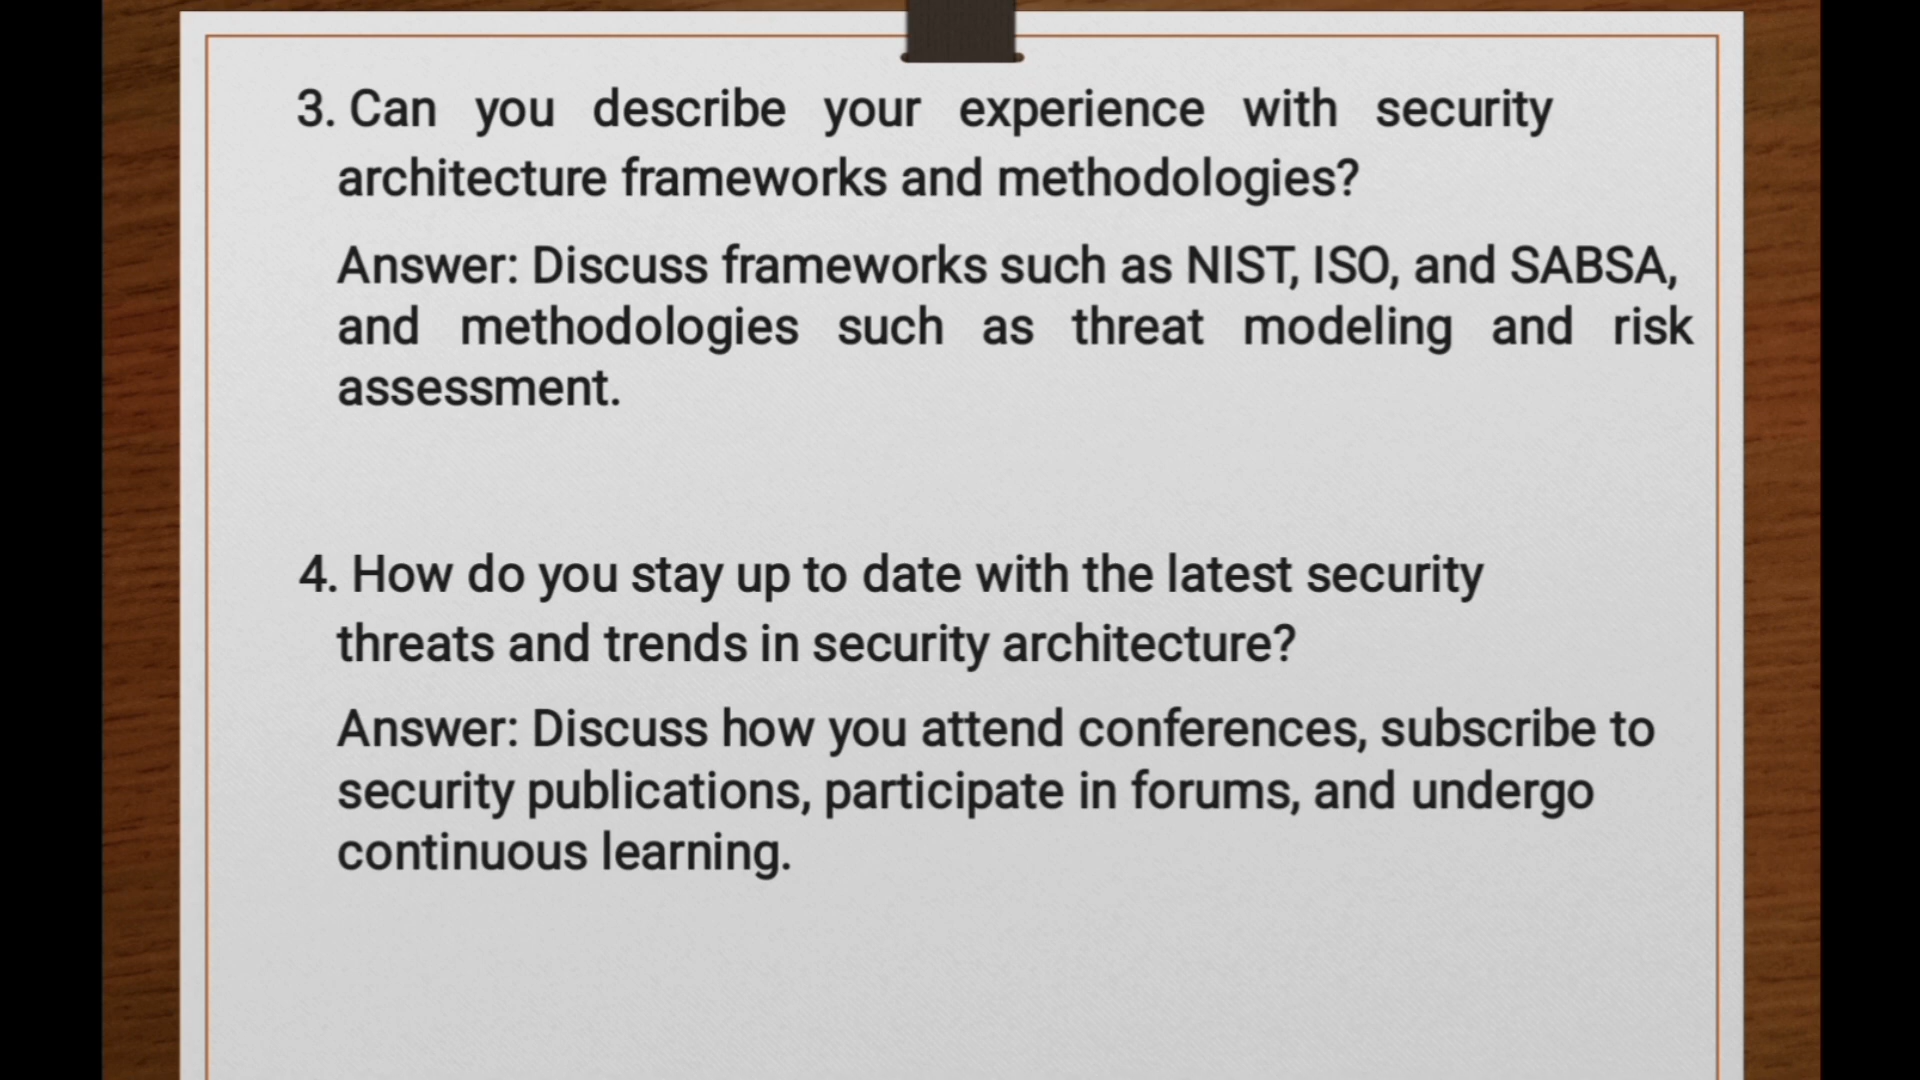 3. Can you describe your experience with security
architecture frameworks and methodologies?
Answer: Discuss frameworks such as NIST, ISO, and SABSA,
and methodologies such as threat modeling and risk
assessment.
4. How do you stay up to date with the latest security
threats and trends in security architecture?
Answer: Discuss how you attend conferences, subscribe to
security publications, participate in forums, and undergo
continuous learning.